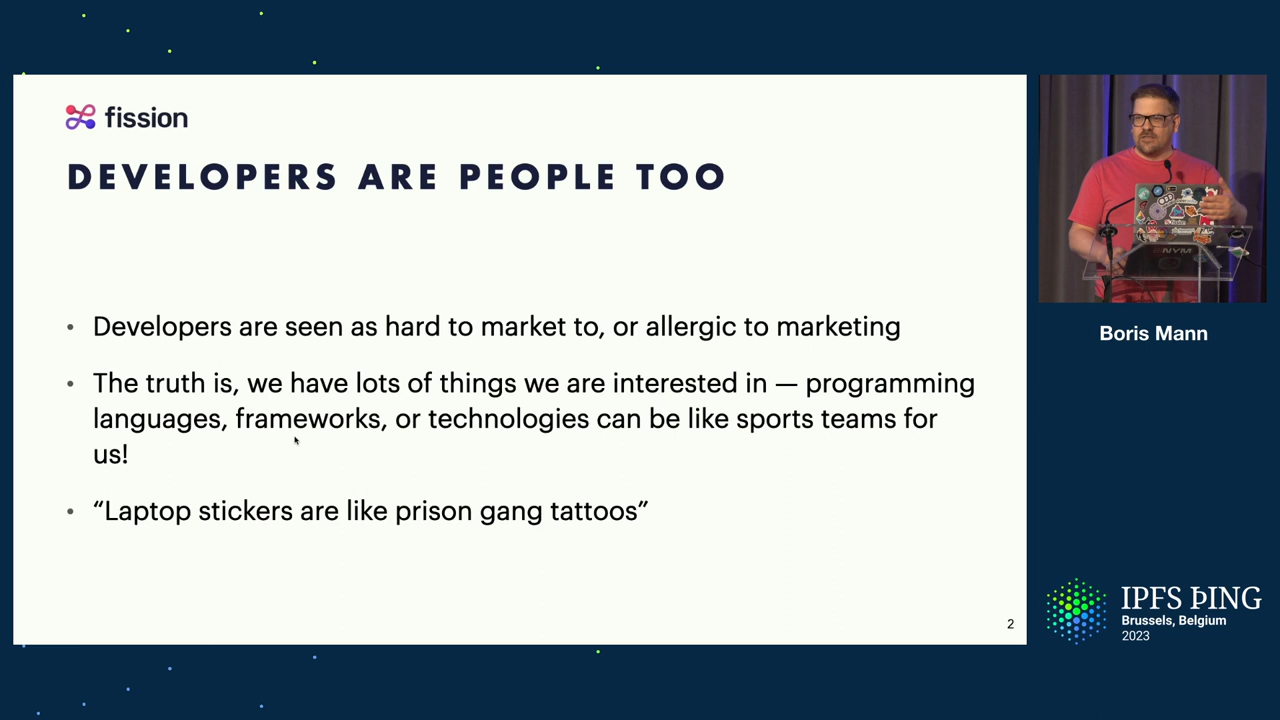 fission
DEVELOPERS ARE PEOPLE TOO
• Developers are seen as hard to market to, or allergic to marketing
• The truth is, we have lots of things we are interested in — programming
languages, frameworks, or technologies can be like sports teams for
us!
• “Laptop stickers are like prison gang tattoos”
2
NYM
Boris Mann
IPFS ÞING
Brussels, Belgium
2023